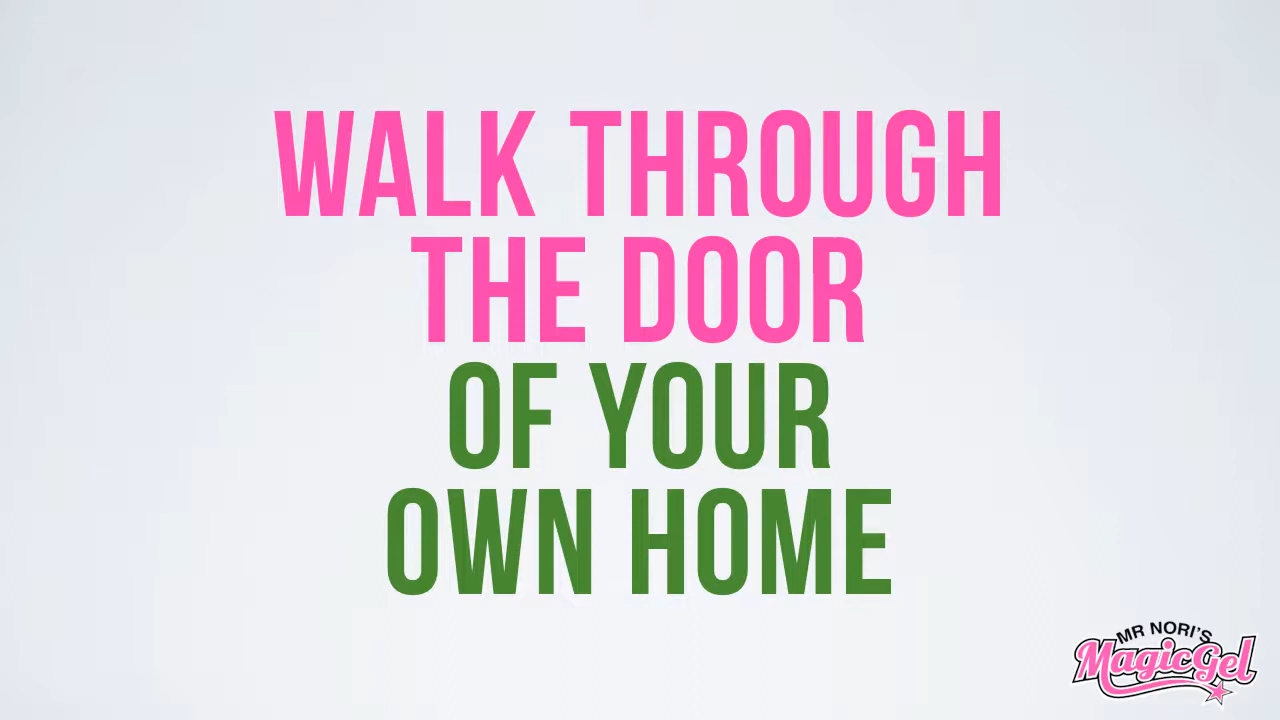 WALK THROUGH
THE DOOR
OF YOUR
OWN HOME
MR NORI'S
MagicGel